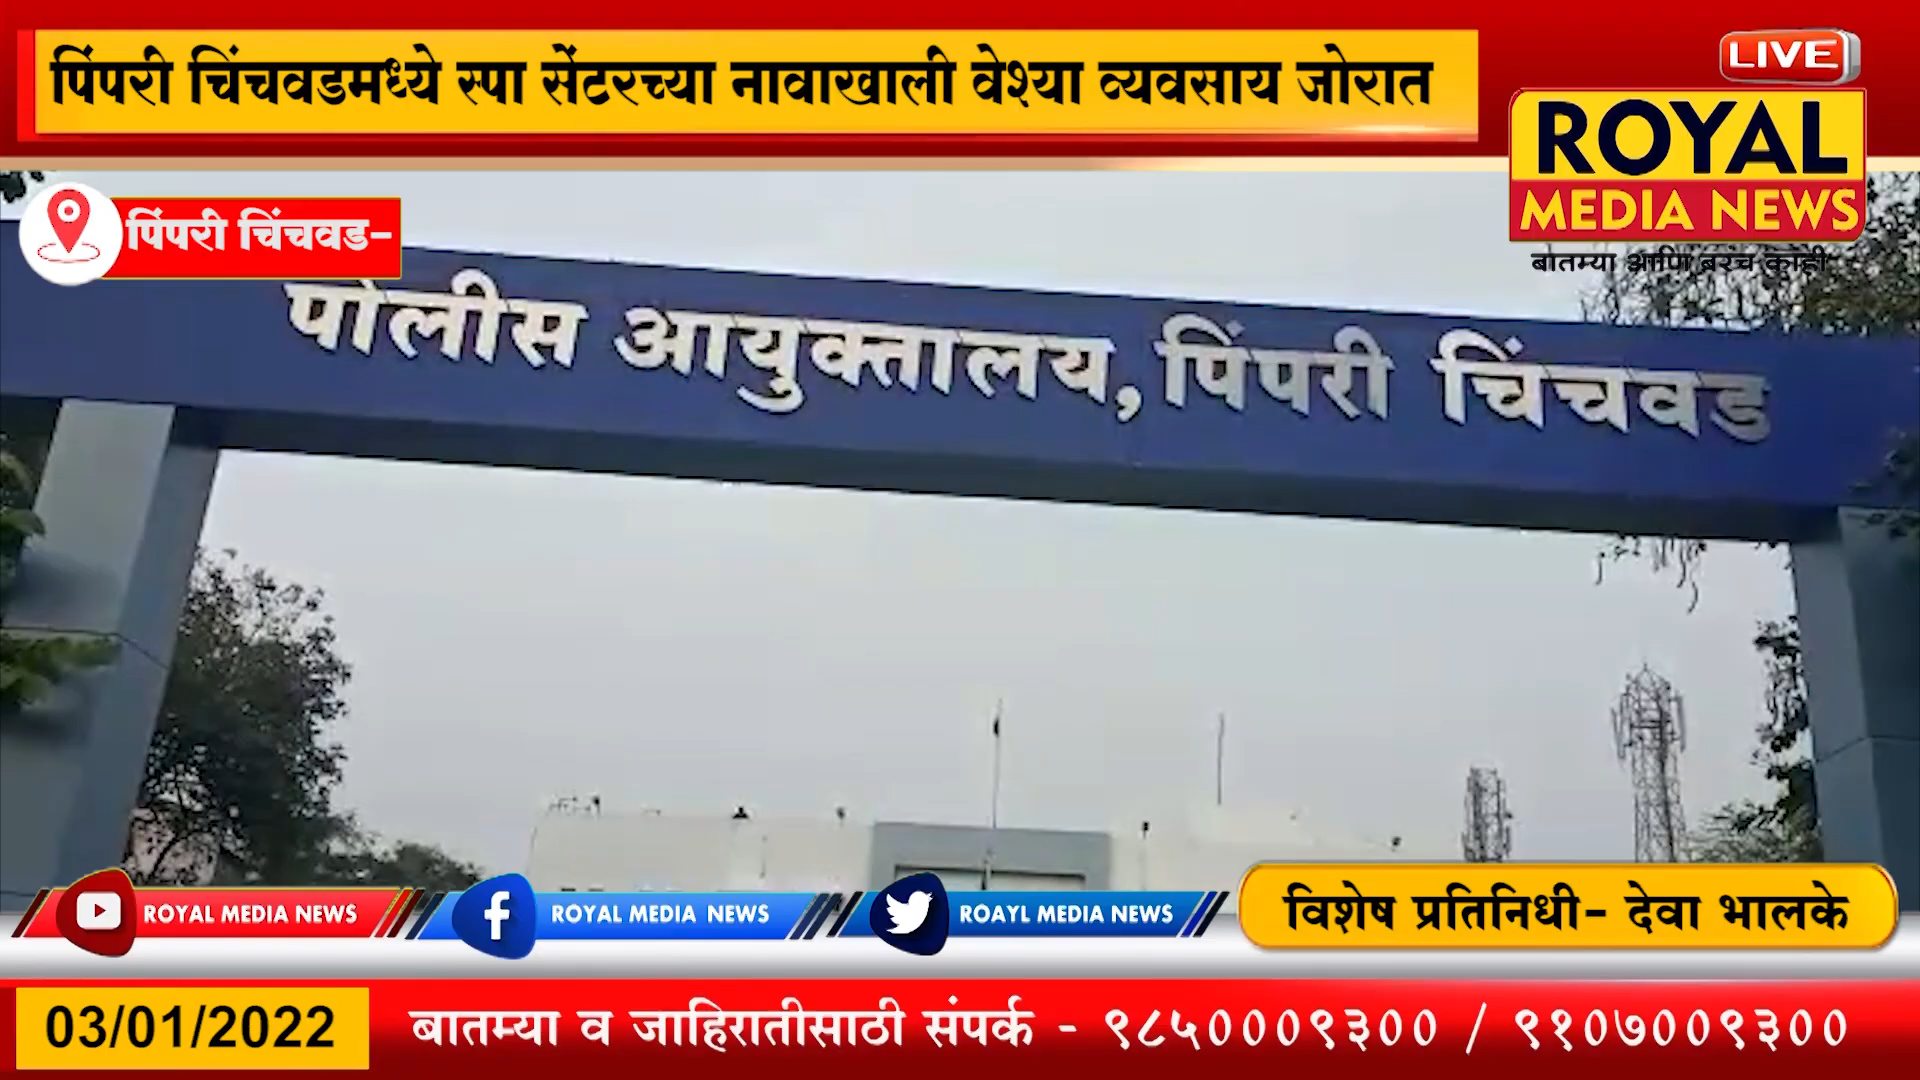 पिंपरी चिंचवडमध्ये स्पा सेंटरच्या नावाखाली वेश्या व्यवसाय जोरात
LIVE
ROYAL
MEDIA NEWS
बातम्या आणि बरंच काही
पिंपरी चिंचवड-
पोलीस आयुक्तालय, पिंपरी चिंचवड
ROYAL MEDIA NEWS
ROYAL MEDIA NEWS
ROAYL MEDIA NEWS
विशेष प्रतिनिधी- देवा भालके
03/01/2022
बातम्या व जाहिरातीसाठी संपर्क - ९८५०००९३०० / ९१०७००९३००